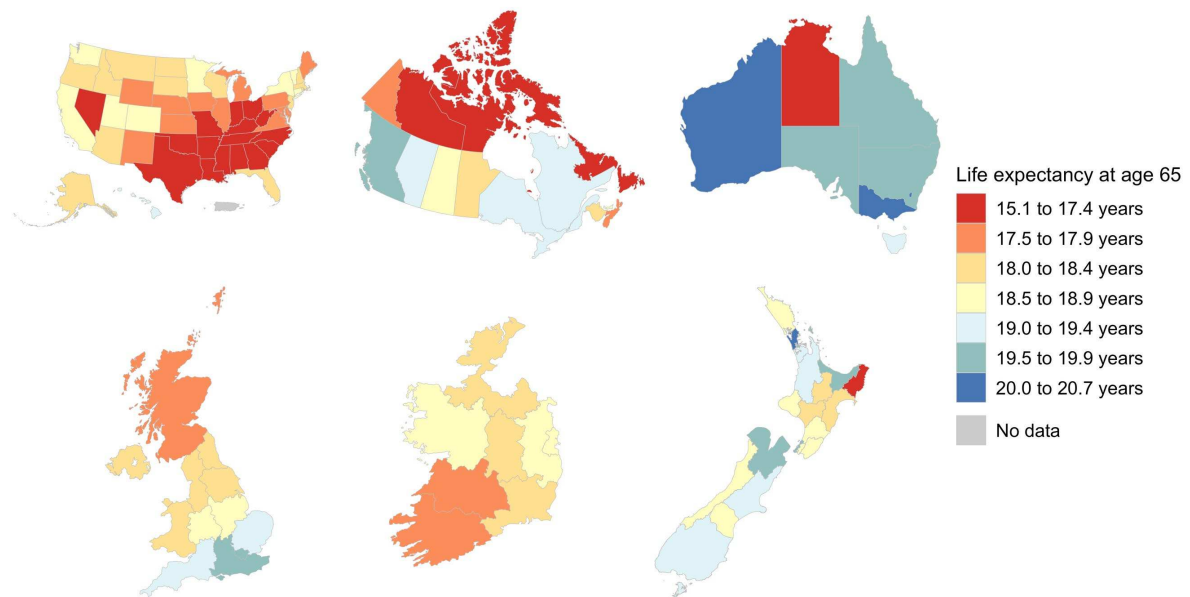 Life expectancy at age 65
15.1 to 17.4 years
17.5 to 17.9 years
18.0 to 18.4 years
18.5 to 18.9 years
19.0 to 19.4 years
19.5 to 19.9 years
20.0 to 20.7 years
No data